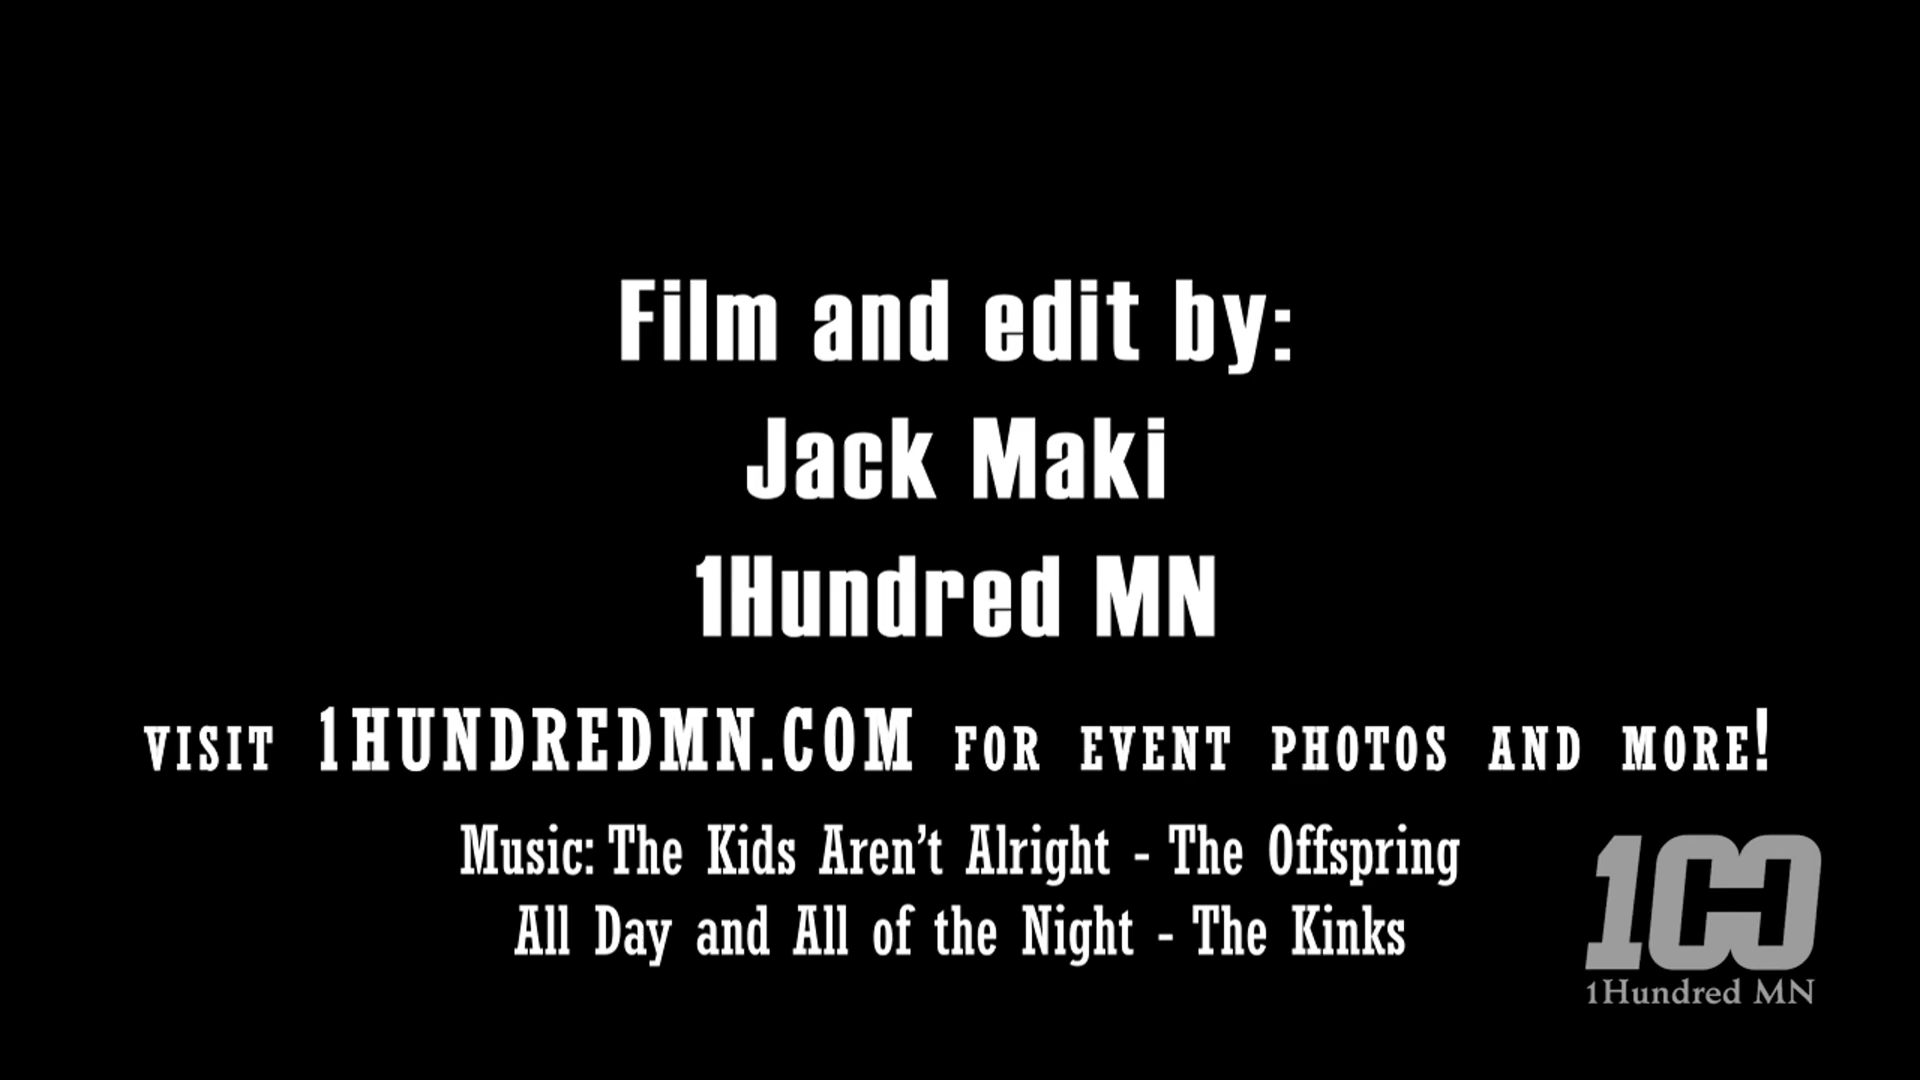 Film and edit by:
Jack Maki
1Hundred MN
VISIT 1HUNDREDMN.COM FOR EVENT PHOTOS AND MORE!
Music: The Kids Aren’t Alright - The Offspring
All Day and All of the Night - The Kinks
100
1Hundred MN